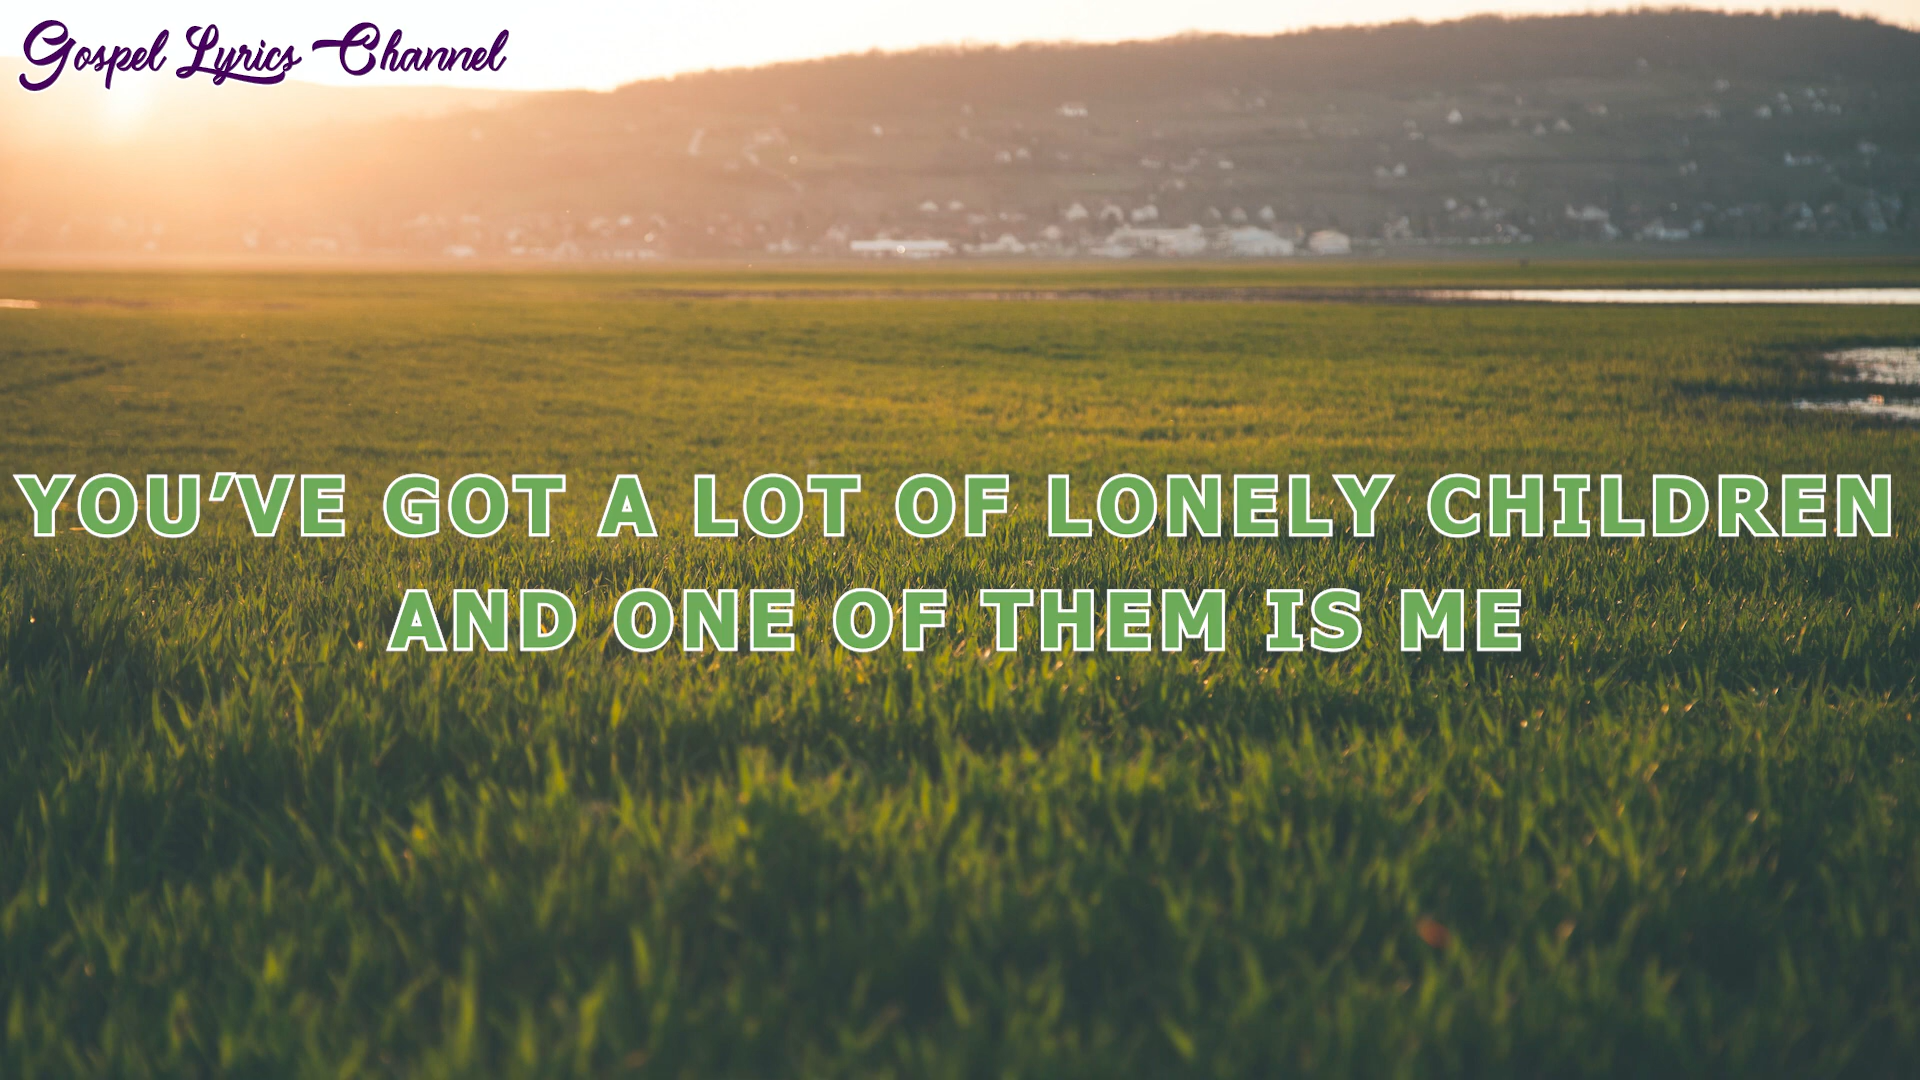 Gospel Lyrics Channel
YOU’VE GOT A LOT OF LONELY CHILDREN
AND ONE OF THEM IS ME